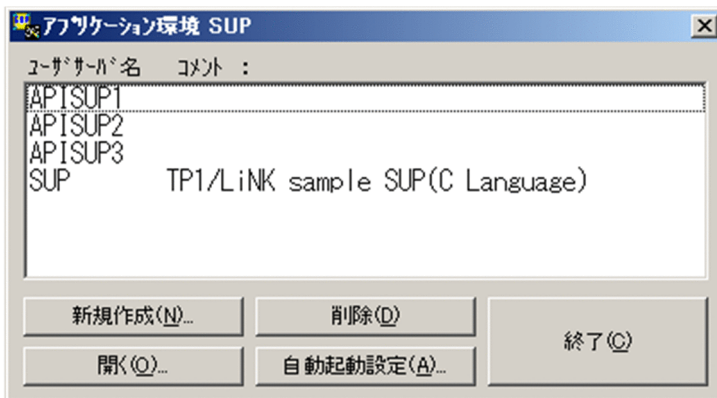 アプリケーション環境 SUP
ﾕｰｻﾞｻｰﾊﾞ名 ｺﾒﾝﾄ :
APISUP1
APISUP2
APISUP3
SUP TP1/LiNK sample SUP(C Language)
新規作成(N)... 削除(D)
終了(C)
開く(O)... 自動起動設定(A)...